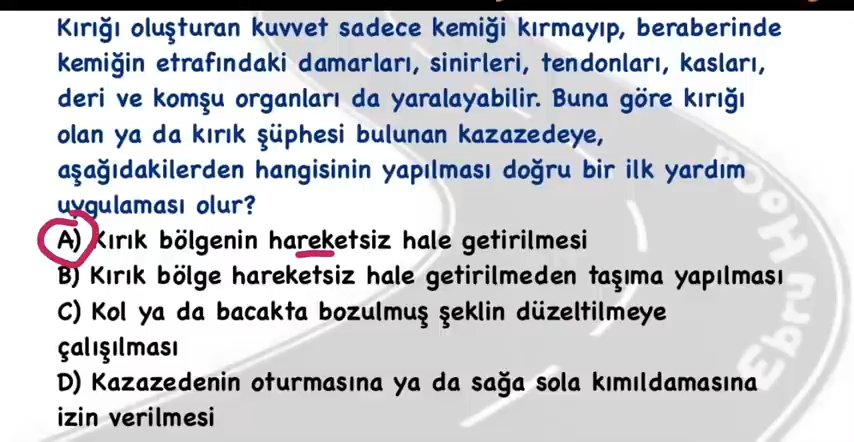 Kırığı oluşturan kuvvet sadece kemiği kırmayıp, beraberinde
kemiğin etrafındaki damarları, sinirleri, tendonları, kasları,
deri ve komşu organları da yaralayabilir. Buna göre kırığı
olan ya da kırık şüphesi bulunan kazazedeye,
aşağıdakilerden hangisinin yapılması doğru bir ilk yardım
uygulaması olur?
A) Kırık bölgenin hareketsiz hale getirilmesi
B) Kırık bölge hareketsiz hale getirilmeden taşıma yapılması
C) Kol ya da bacakta bozulmuş şeklin düzeltilmeye
çalışılması
D) Kazazedenin oturmasına ya da sağa sola kımıldamasına
izin verilmesi
Ebru Hoca